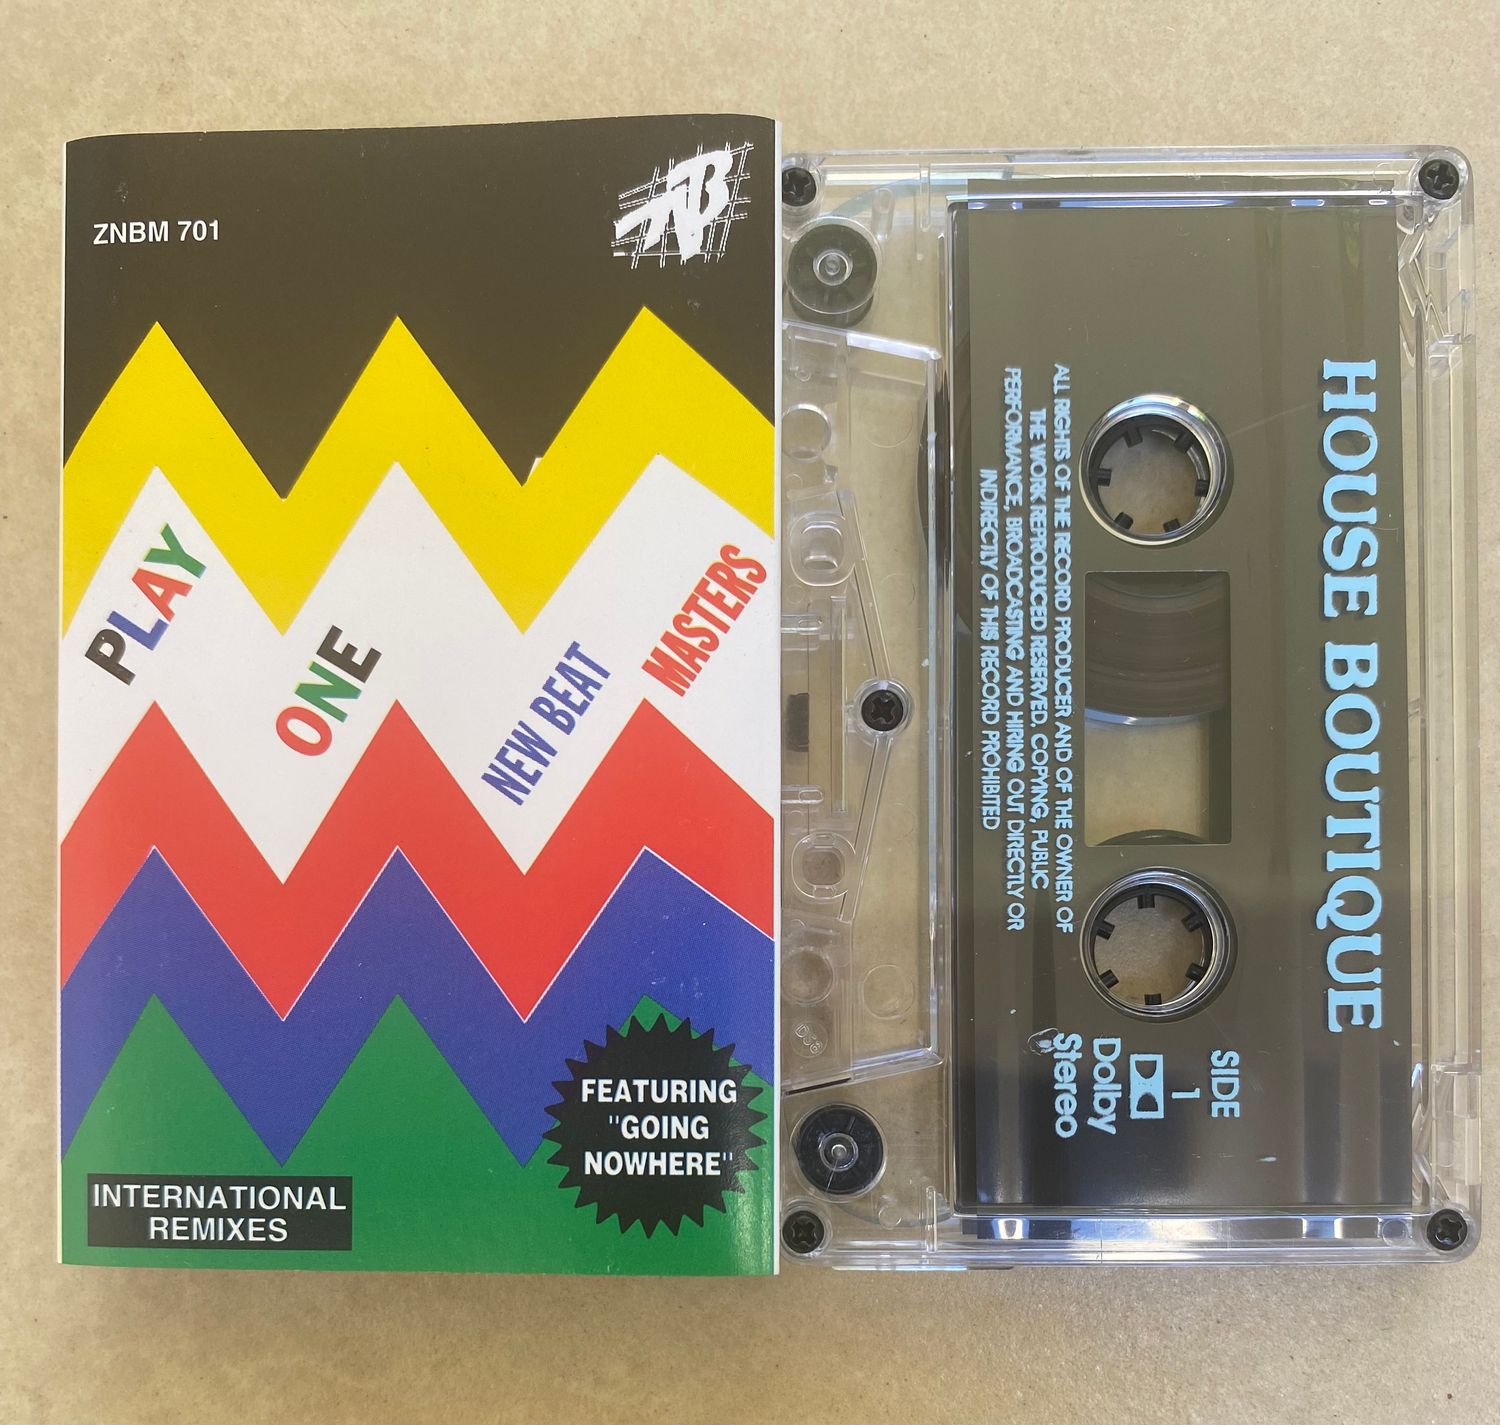 ZNBM 701
NB
PLAY
ONE
NEW BEAT
MASTERS
FEATURING
"GOING
NOWHERE"
INTERNATIONAL
REMIXES
HOUSE BOUTIQUE
SIDE
1
Dolby
Stereo
ALL RIGHTS OF THE RECORD PRODUCER AND OF THE OWNER OF
THE WORK REPRODUCED RESERVED, COPYING, PUBLIC
PERFORMANCE, BROADCASTING AND HIRING OUT DIRECTLY OR
INDIRECTLY OF THIS RECORD PROHIBITED